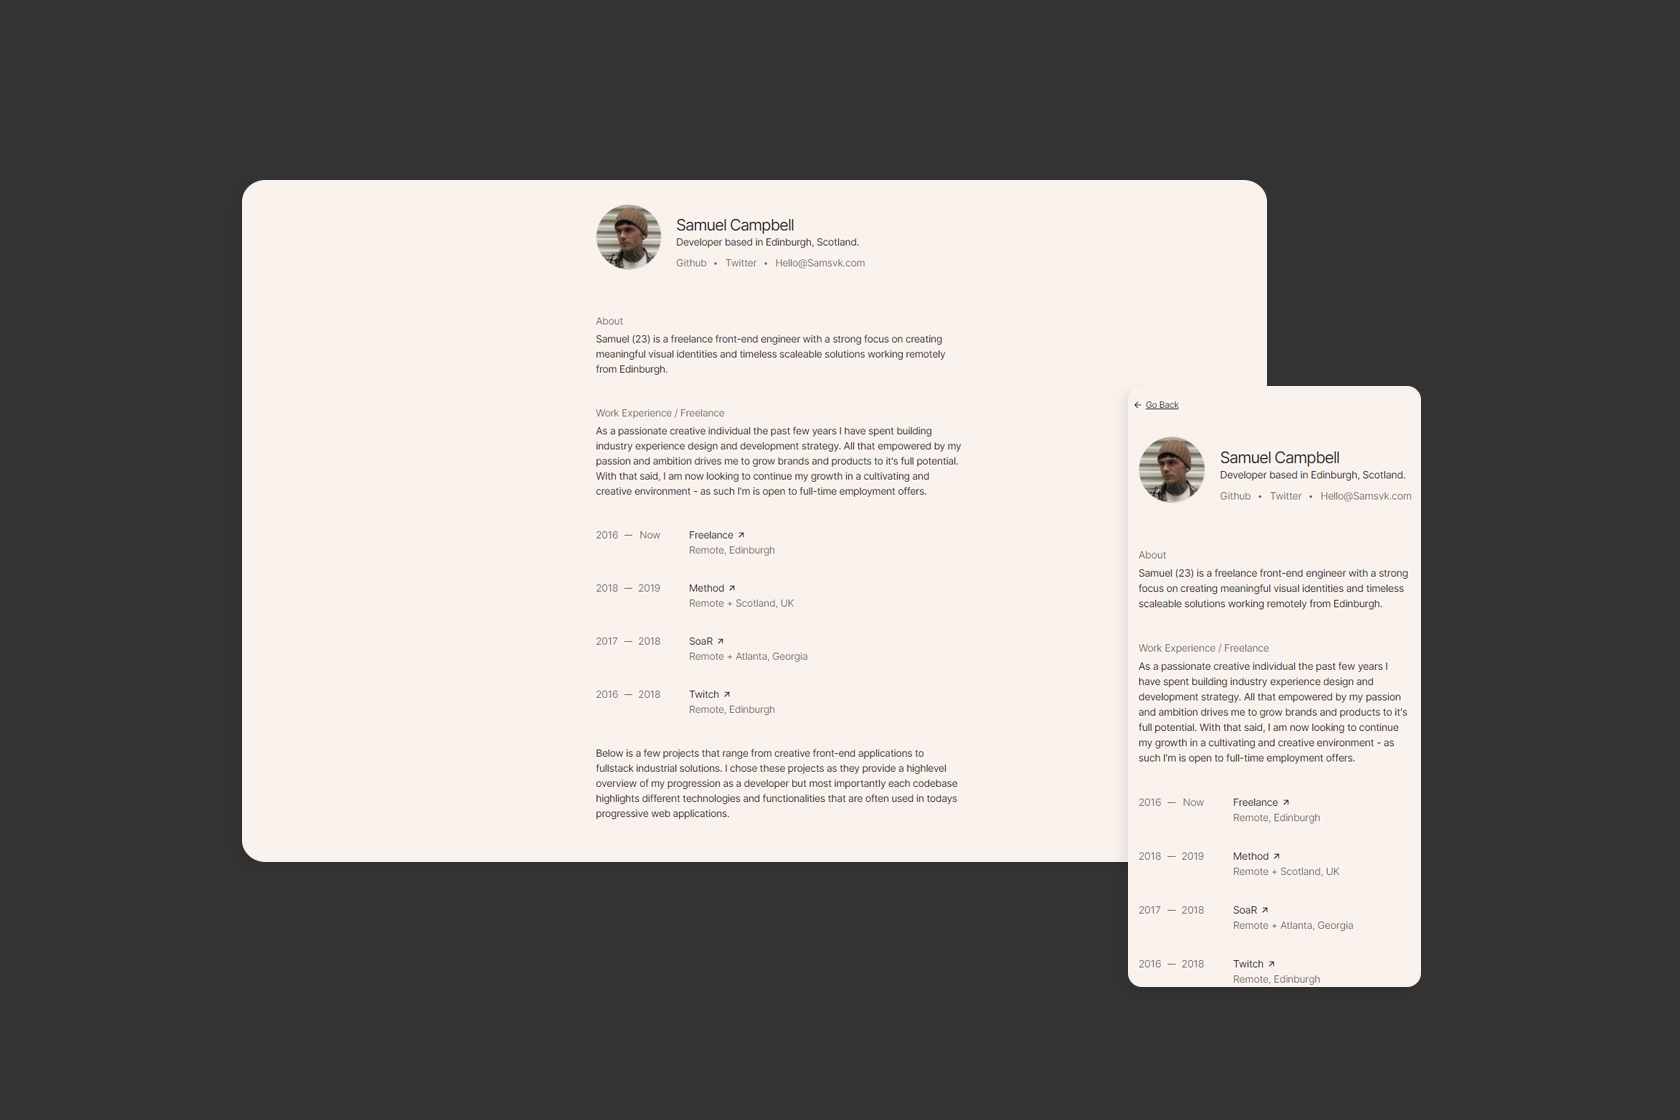 Samuel Campbell
Developer based in Edinburgh, Scotland.
Github • Twitter • Hello@Samsvk.com
About
Samuel (23) is a freelance front-end engineer with a strong focus on creating
meaningful visual identities and timeless scaleable solutions working remotely
from Edinburgh.
Work Experience / Freelance
As a passionate creative individual the past few years I have spent building
industry experience design and development strategy. All that empowered by my
passion and ambition drives me to grow brands and products to it's full potential.
With that said, I am now looking to continue my growth in a cultivating and
creative environment - as such I'm is open to full-time employment offers.
2016 — Now Freelance ↗
Remote, Edinburgh
2018 — 2019 Method ↗
Remote + Scotland, UK
2017 — 2018 SoaR ↗
Remote + Atlanta, Georgia
2016 — 2018 Twitch ↗
Remote, Edinburgh
Below is a few projects that range from creative front-end applications to
fullstack industrial solutions. I chose these projects as they provide a highlevel
overview of my progression as a developer but most importantly each codebase
highlights different technologies and functionalities that are often used in todays
progressive web applications.
← Go Back
Samuel Campbell
Developer based in Edinburgh, Scotland.
Github • Twitter • Hello@Samsvk.com
About
Samuel (23) is a freelance front-end engineer with a strong
focus on creating meaningful visual identities and timeless
scaleable solutions working remotely from Edinburgh.
Work Experience / Freelance
As a passionate creative individual the past few years I
have spent building industry experience design and
development strategy. All that empowered by my passion
and ambition drives me to grow brands and products to it's
full potential. With that said, I am now looking to continue
my growth in a cultivating and creative environment - as
such I'm is open to full-time employment offers.
2016 — Now Freelance ↗
Remote, Edinburgh
2018 — 2019 Method ↗
Remote + Scotland, UK
2017 — 2018 SoaR ↗
Remote + Atlanta, Georgia
2016 — 2018 Twitch ↗
Remote, Edinburgh